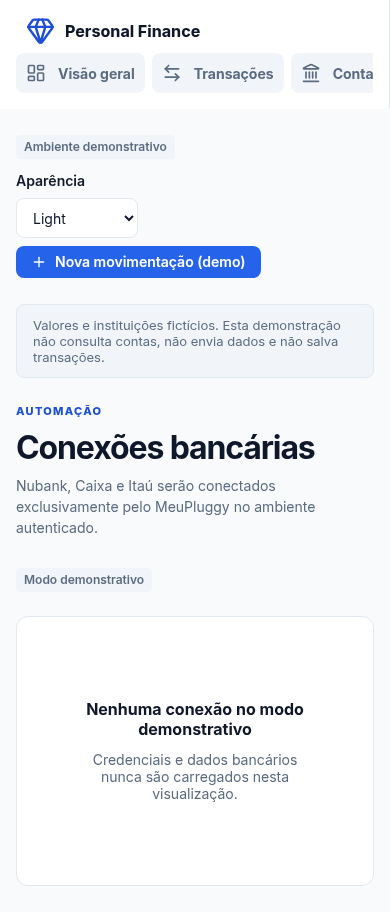 Personal Finance
Visão geral
Transações
Conta
Ambiente demonstrativo
Aparência
Light
Nova movimentação (demo)
Valores e instituições fictícios. Esta demonstração
não consulta contas, não envia dados e não salva
transações.
AUTOMAÇÃO
Conexões bancárias
Nubank, Caixa e Itaú serão conectados
exclusivamente pelo MeuPluggy no ambiente
autenticado.
Modo demonstrativo
Nenhuma conexão no modo
demonstrativo
Credenciais e dados bancários
nunca são carregados nesta
visualização.